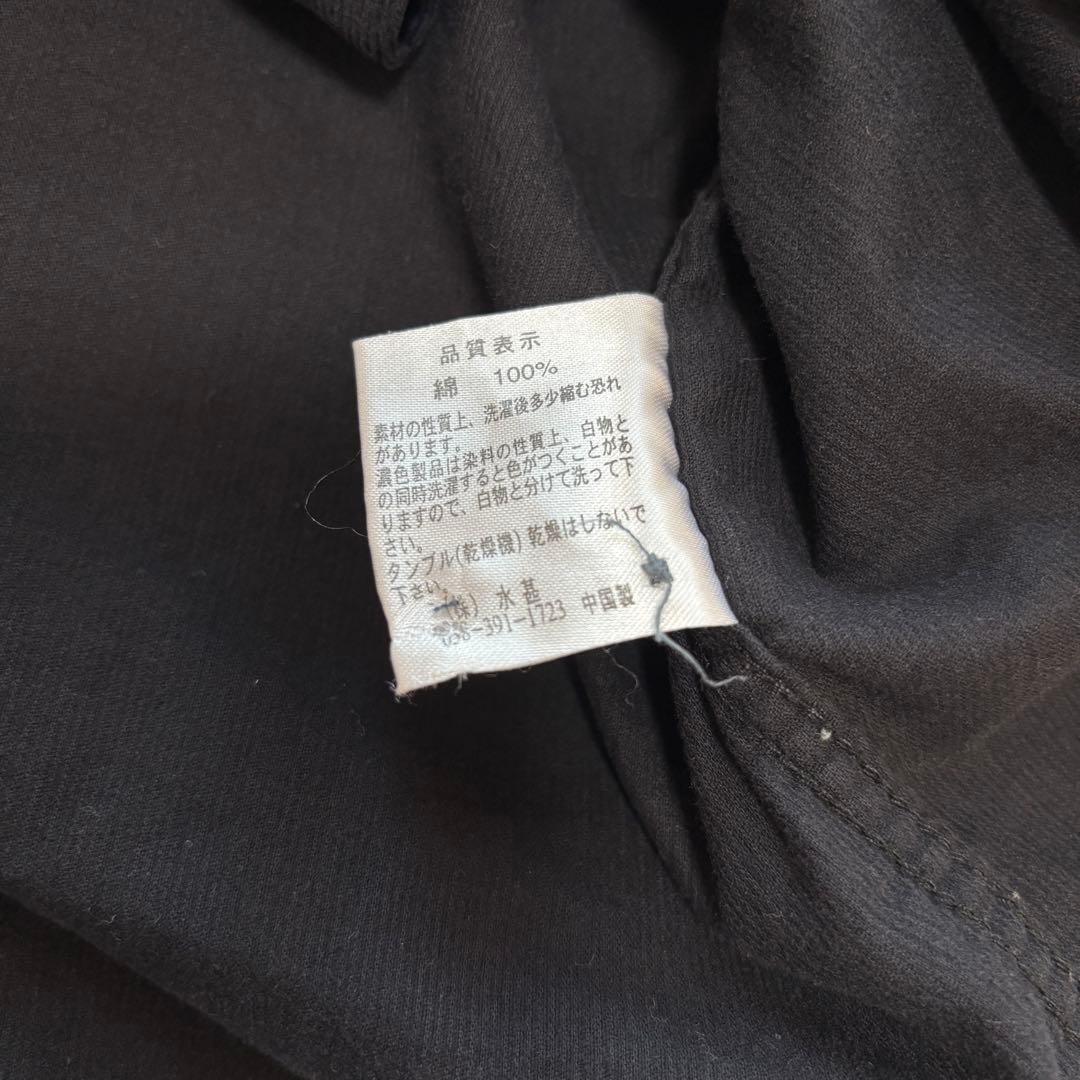 品質表示
綿 100%
素材の性質上、洗濯後多少縮む恐れ
があります。
濃色製品は染料の性質上、白物と
の同時洗濯すると色がつくことがあ
りますので、白物と分けて洗って下
さい。
タンブル(乾燥機)乾燥はしないで
下さい。
(株) 水甚
058-391-1723 中国製